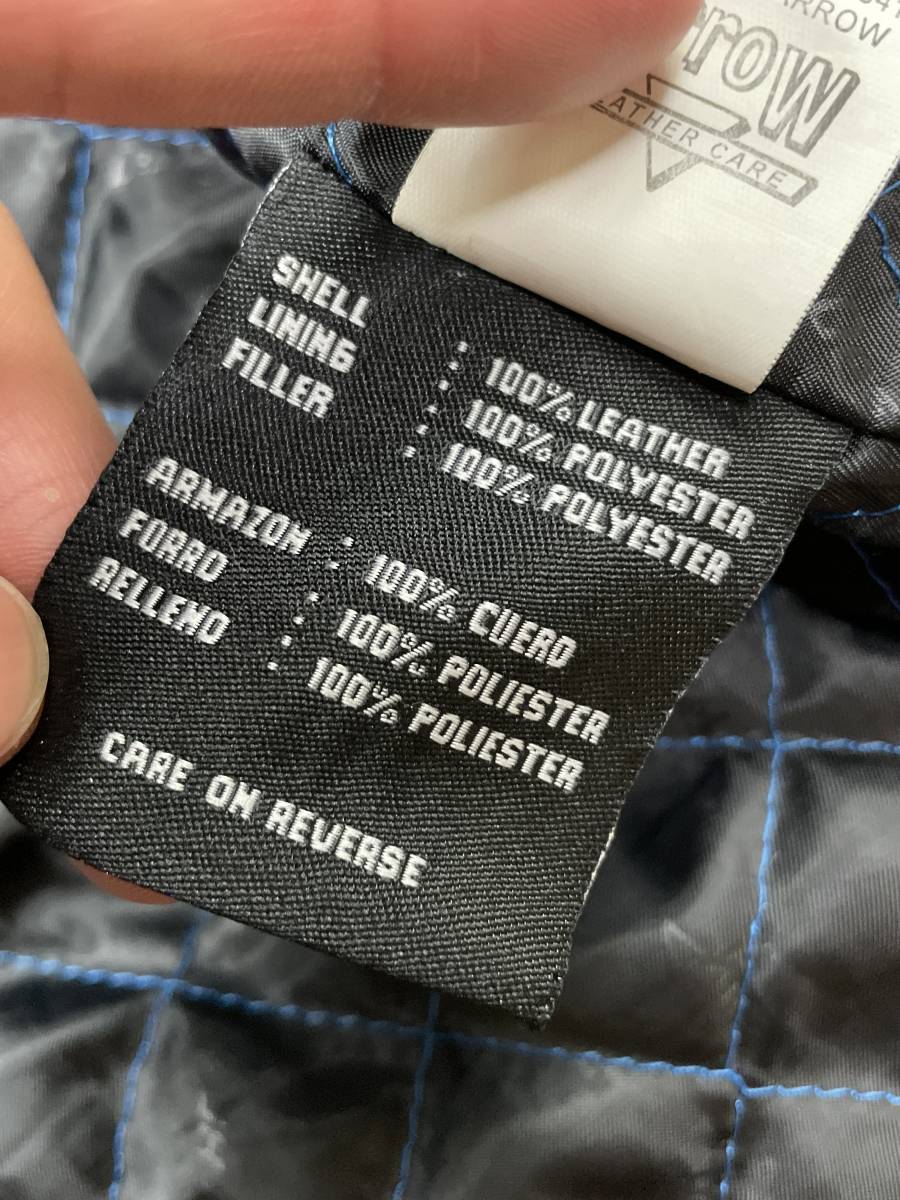 ARROW
row
LEATHER CARE
SHELL : 100% LEATHER
LINING : 100% POLYESTER
FILLER : 100% POLYESTER
ARMAZON : 100% CUERO
FORRO : 100% POLIESTER
RELLENO : 100% POLIESTER
CARE ON REVERSE